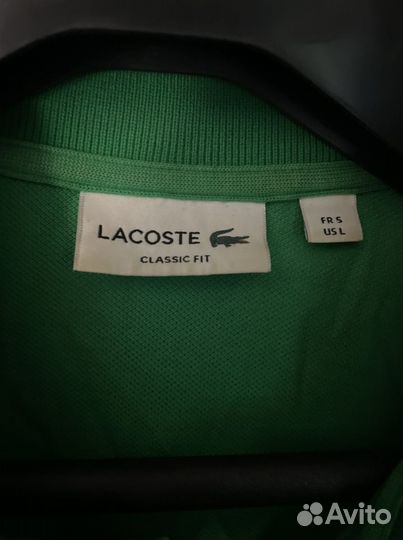 LACOSTE
CLASSIC FIT
FR 5
US L
Avito